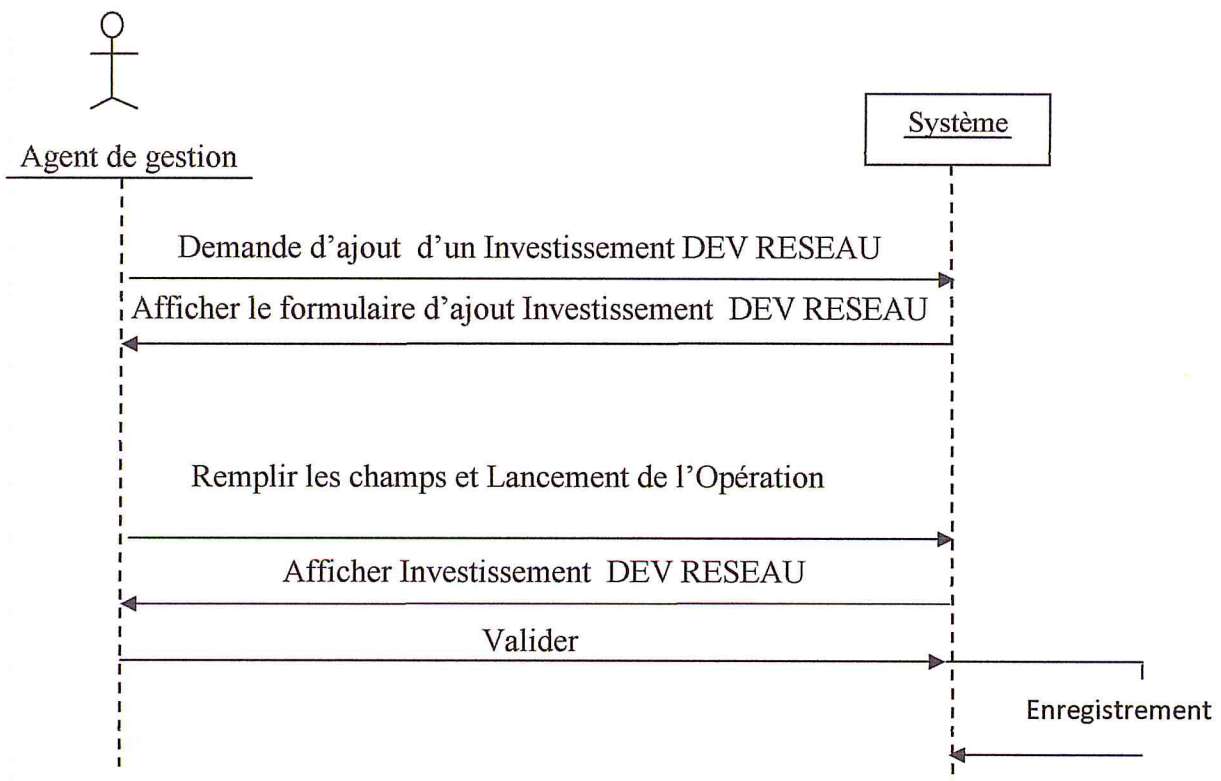 Système
Agent de gestion
Demande d'ajout d'un Investissement DEV RESEAU
Afficher le formulaire d'ajout Investissement DEV RESEAU
Remplir les champs et Lancement de l'Opération
Afficher Investissement DEV RESEAU
Valider
Enregistrement